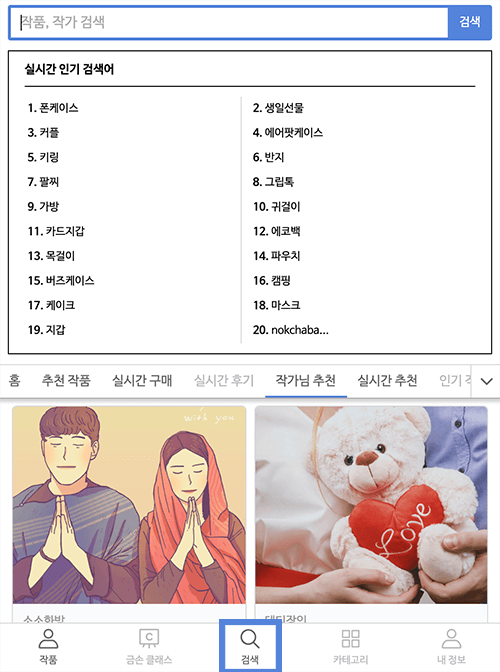 작품, 작가 검색
검색
실시간 인기 검색어
1. 폰케이스
2. 생일선물
3. 커플
4. 에어팟케이스
5. 키링
6. 반지
7. 팔찌
8. 그립톡
9. 가방
10. 귀걸이
11. 카드지갑
12. 에코백
13. 목걸이
14. 파우치
15. 버즈케이스
16. 캠핑
17. 케이크
18. 마스크
19. 지갑
20. nokchaba...
홈 추천 작품 실시간 구매 실시간 후기 작가님 추천 실시간 추천 인기
with you
Love
소소화방
작품 금손 클래스 검색 카테고리 내 정보